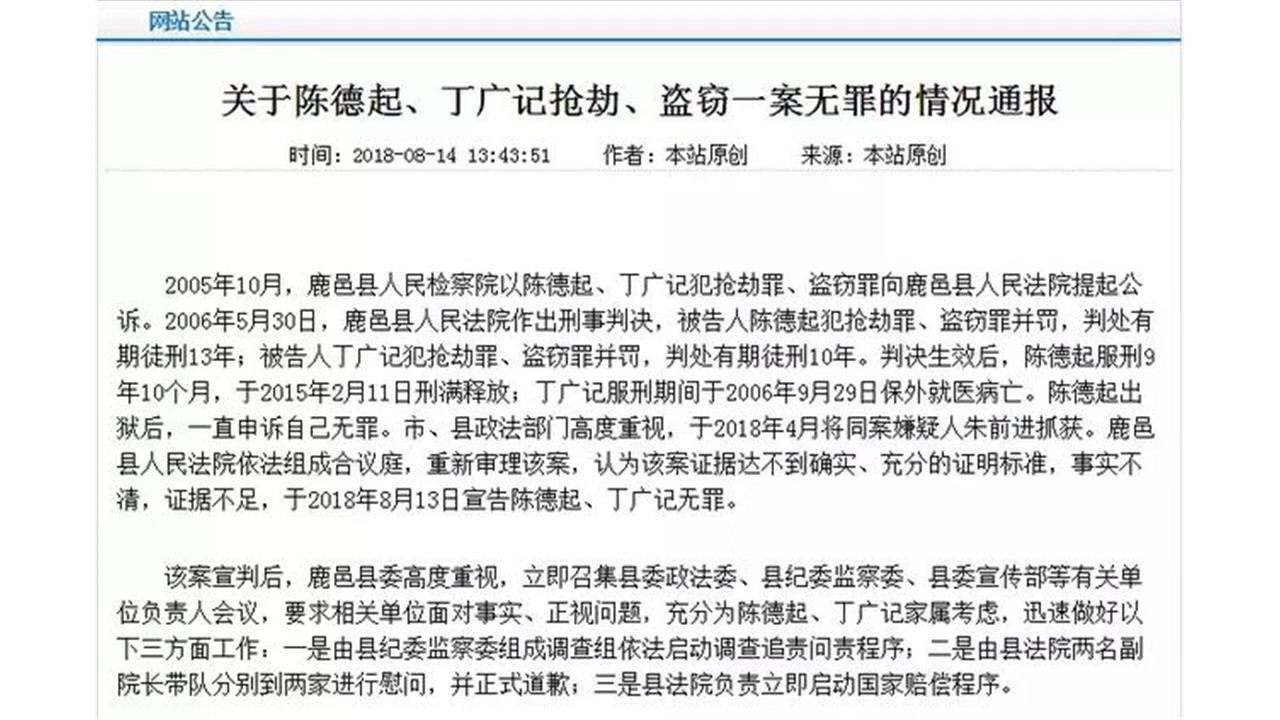 网站公告
关于陈德起、丁广记抢劫、盗窃一案无罪的情况通报
时间：2018-08-14 13:43:51 作者：本站原创 来源：本站原创
2005年10月，鹿邑县人民检察院以陈德起、丁广记犯抢劫罪、盗窃罪向鹿邑县人民法院提起公
诉。2006年5月30日，鹿邑县人民法院作出刑事判决，被告人陈德起犯抢劫罪、盗窃罪并罚，判处有
期徒刑13年；被告人丁广记犯抢劫罪、盗窃罪并罚，判处有期徒刑10年。判决生效后，陈德起服刑9
年10个月，于2015年2月11日刑满释放；丁广记服刑期间于2006年9月29日保外就医病亡。陈德起出
狱后，一直申诉自己无罪。市、县政法部门高度重视，于2018年4月将同案嫌疑人朱前进抓获。鹿邑
县人民法院依法组成合议庭，重新审理该案，认为该案证据达不到确实、充分的证明标准，事实不
清，证据不足，于2018年8月13日宣告陈德起、丁广记无罪。
该案宣判后，鹿邑县委高度重视，立即召集县委政法委、县纪委监察委、县委宣传部等有关单
位负责人会议，要求相关单位面对事实、正视问题，充分为陈德起、丁广记家属考虑，迅速做好以
下三方面工作：一是由县纪委监察委组成调查组依法启动调查追责问责程序；二是由县法院两名副
院长带队分别到两家进行慰问，并正式道歉；三是县法院负责立即启动国家赔偿程序。